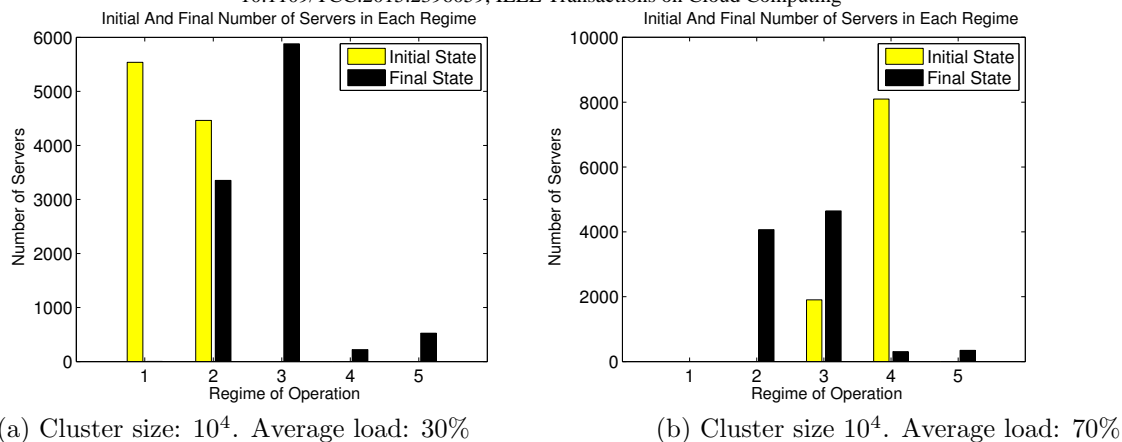 10.1109/TCC.2015.2396059, IEEE Transactions on Cloud Computing
Initial And Final Number of Servers in Each Regime
6000
5000
4000
3000
2000
1000
0
Number of Servers
Initial State
Final State
1 2 3 4 5
Regime of Operation
(a) Cluster size: 10⁴. Average load: 30%
Initial And Final Number of Servers in Each Regime
10000
8000
6000
4000
2000
0
Number of Servers
Initial State
Final State
1 2 3 4 5
Regime of Operation
(b) Cluster size 10⁴. Average load: 70%